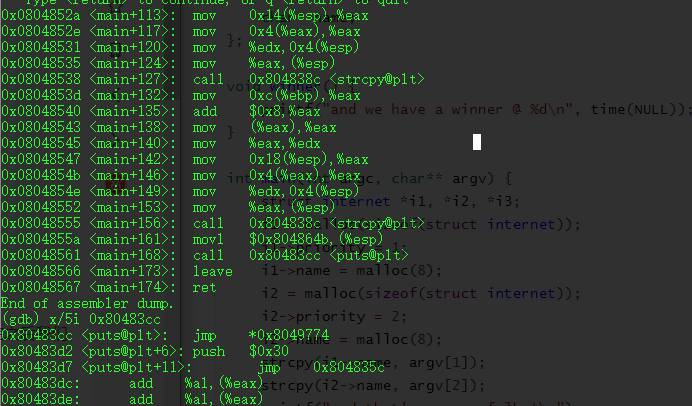 Type <return> to continue, or q <return> to quit
0x0804852a <main+113>: mov 0x14(%esp),%eax
0x0804852e <main+117>: mov 0x4(%eax),%eax
0x08048531 <main+120>: mov %edx,0x4(%esp)
0x08048535 <main+124>: mov %eax,(%esp)
0x08048538 <main+127>: call 0x804838c <strcpy@plt>
0x0804853d <main+132>: mov 0xc(%ebp),%eax
0x08048540 <main+135>: add $0x8,%eax
0x08048543 <main+138>: mov (%eax),%eax
0x08048545 <main+140>: mov %eax,%edx
0x08048547 <main+142>: mov 0x18(%esp),%eax
0x0804854b <main+146>: mov 0x4(%eax),%eax
0x0804854e <main+149>: mov %edx,0x4(%esp)
0x08048552 <main+153>: mov %eax,(%esp)
0x08048555 <main+156>: call 0x804838c <strcpy@plt>
0x0804855a <main+161>: movl $0x804864b,(%esp)
0x08048561 <main+168>: call 0x80483cc <puts@plt>
0x08048566 <main+173>: leave
0x08048567 <main+174>: ret
End of assembler dump.
(gdb) x/5i 0x80483cc
0x80483cc <puts@plt>: jmp *0x8049774
0x80483d2 <puts@plt+6>: push $0x30
0x80483d7 <puts@plt+11>: jmp 0x804835c
0x80483dc: add %al,(%eax)
0x80483de: add %al,(%eax)
};
void
"and we have a winner @ %d\n", time(NULL));
}
argc, char** argv) {
struct internet *i1, *i2, *i3;
(struct internet));
1;
i1->name = malloc(8);
i2 = malloc(sizeof(struct internet));
i2->priority = 2;
name = malloc(8);
strcpy(i1->name, argv[1]);
strcpy(i2->name, argv[2]);